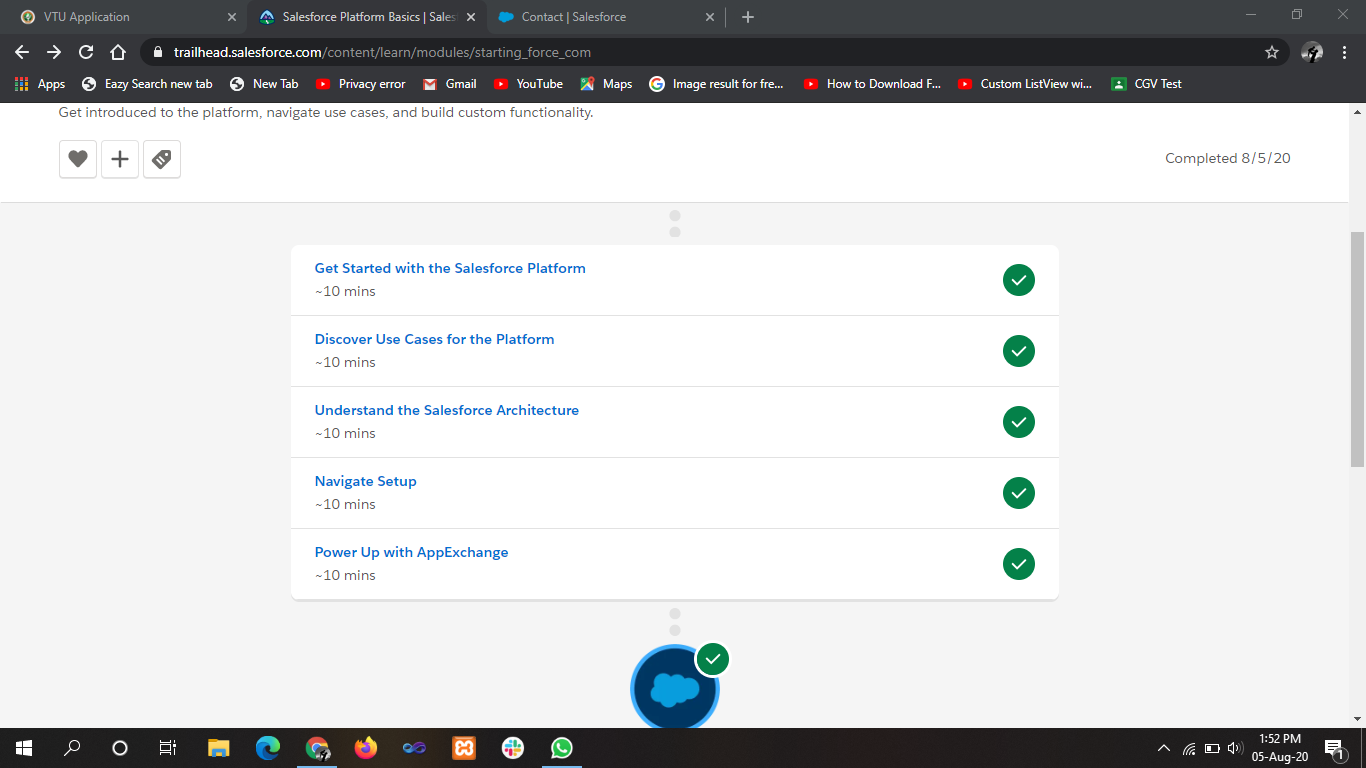 VTU Application
Salesforce Platform Basics | Sales
Contact | Salesforce
trailhead.salesforce.com/content/learn/modules/starting_force_com
Apps
Eazy Search new tab
New Tab
Privacy error
Gmail
YouTube
Maps
Image result for fre...
How to Download F...
Custom ListView wi...
CGV Test
Get introduced to the platform, navigate use cases, and build custom functionality.
Completed 8/5/20
Get Started with the Salesforce Platform
~10 mins
Discover Use Cases for the Platform
~10 mins
Understand the Salesforce Architecture
~10 mins
Navigate Setup
~10 mins
Power Up with AppExchange
~10 mins
1:52 PM
05-Aug-20
1